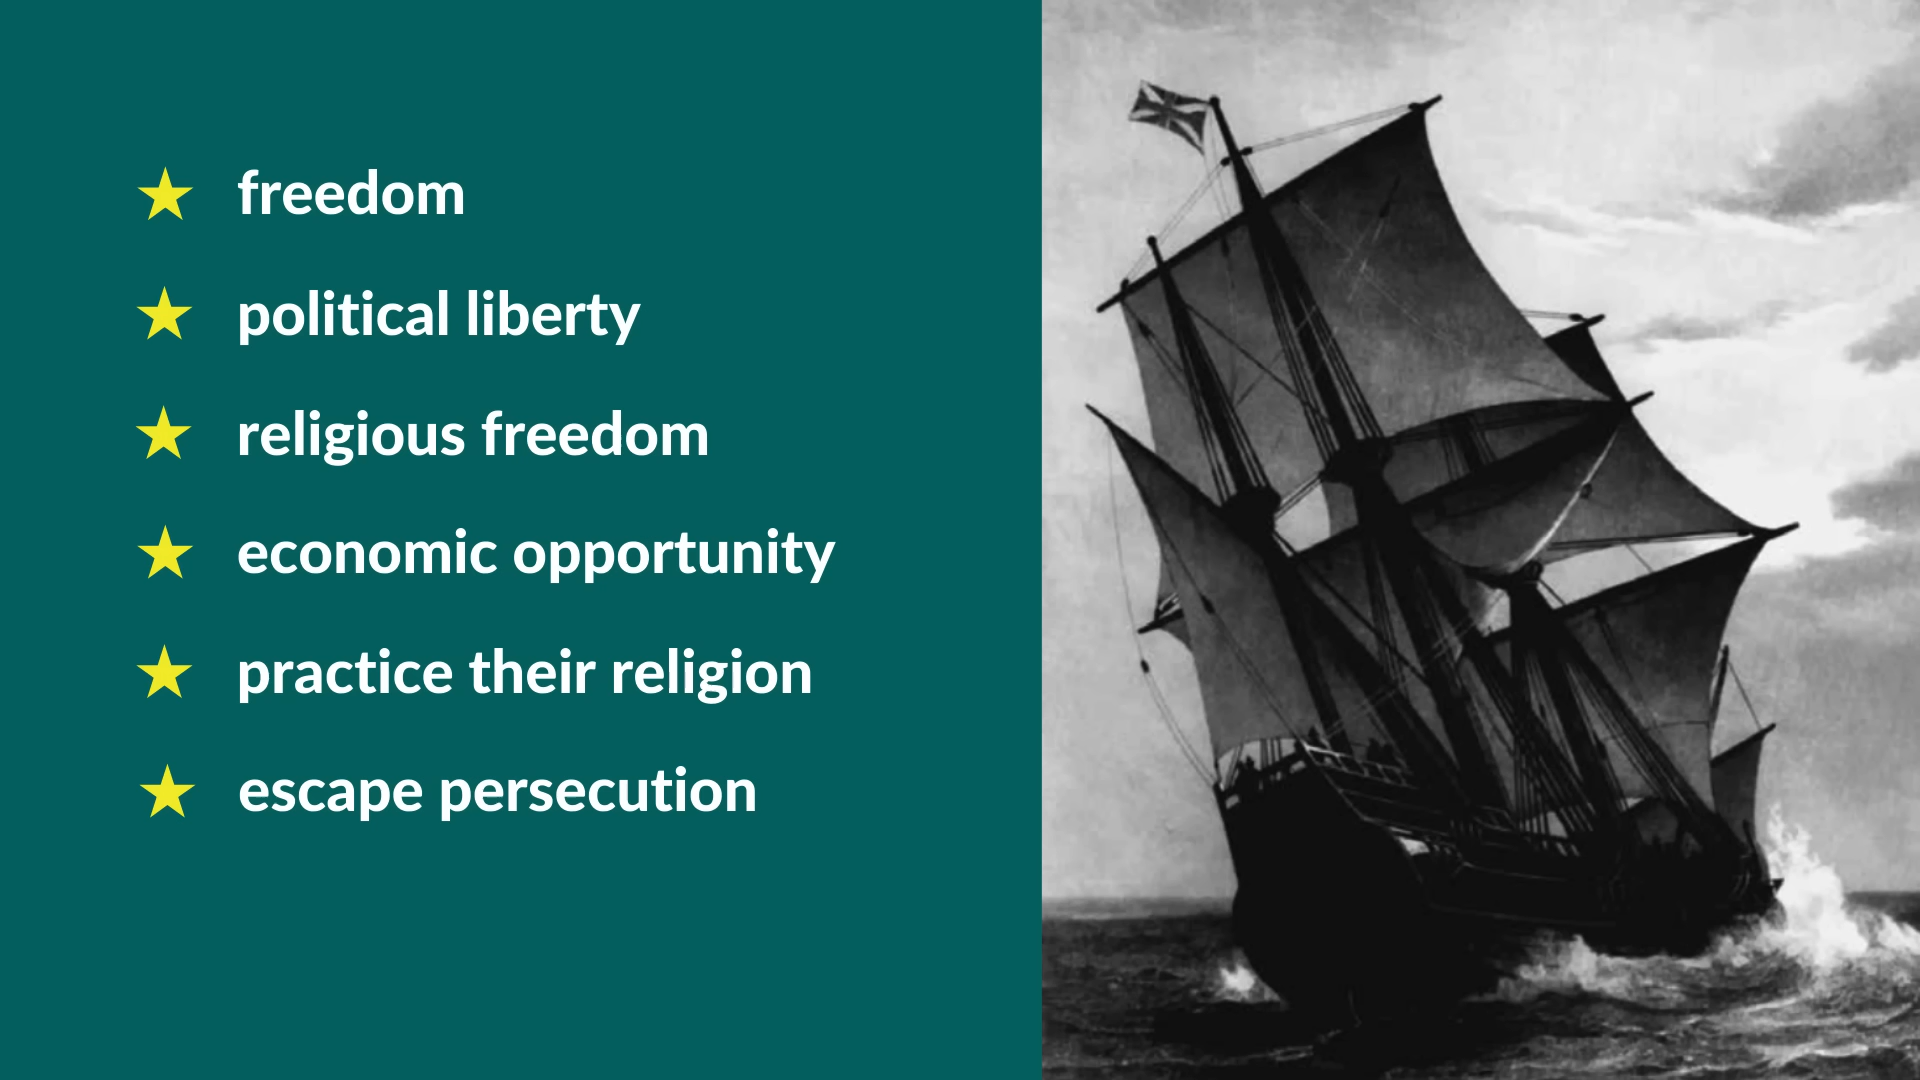 freedom
political liberty
religious freedom
economic opportunity
practice their religion
escape persecution